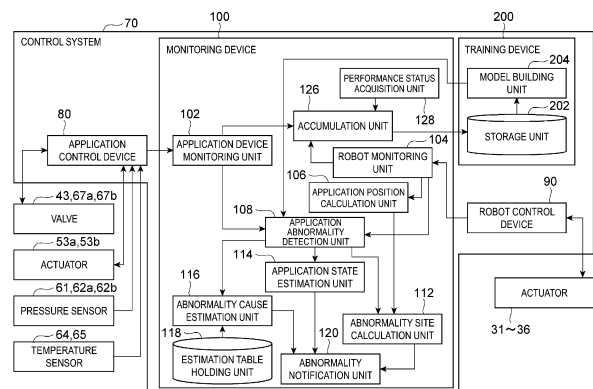 70
100
200
CONTROL SYSTEM
MONITORING DEVICE
TRAINING DEVICE
204
MODEL BUILDING
UNIT
126
PERFORMANCE STATUS
ACQUISITION UNIT
128
80
102
202
APPLICATION
CONTROL DEVICE
APPLICATION DEVICE
MONITORING UNIT
ACCUMULATION UNIT
STORAGE UNIT
104
ROBOT MONITORING
UNIT
106
APPLICATION POSITION
CALCULATION UNIT
90
ROBOT CONTROL
DEVICE
43,67a,67b
VALVE
108
APPLICATION
ABNORMALITY
DETECTION UNIT
53a,53b
ACTUATOR
114
APPLICATION STATE
ESTIMATION UNIT
116
ABNORMALITY CAUSE
ESTIMATION UNIT
112
ABNORMALITY SITE
CALCULATION UNIT
ACTUATOR
31~36
61,62a,62b
PRESSURE SENSOR
64,65
TEMPERATURE
SENSOR
118
ESTIMATION TABLE
HOLDING UNIT
120
ABNORMALITY
NOTIFICATION UNIT